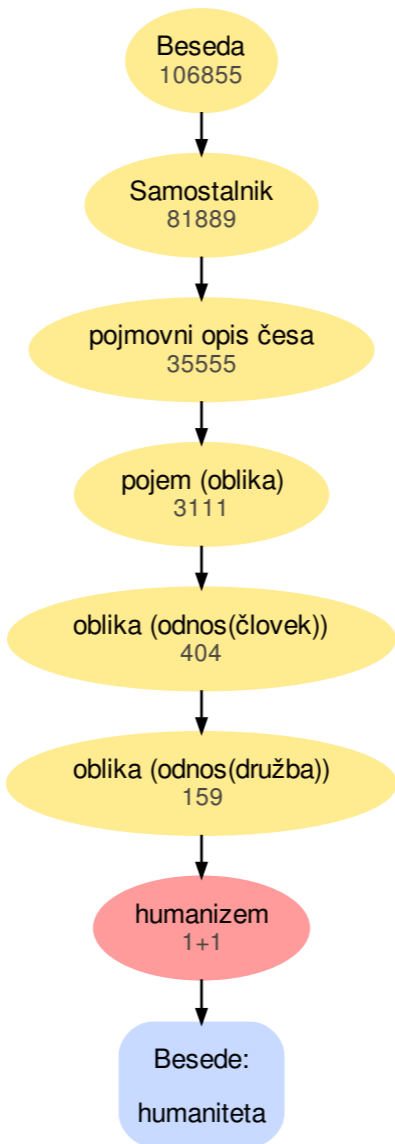 Beseda
106855
Samostalnik
81889
pojmovni opis česa
35555
pojem (oblika)
3111
oblika (odnos(človek))
404
oblika (odnos(družba))
159
humanizem
1+1
Besede:
humaniteta